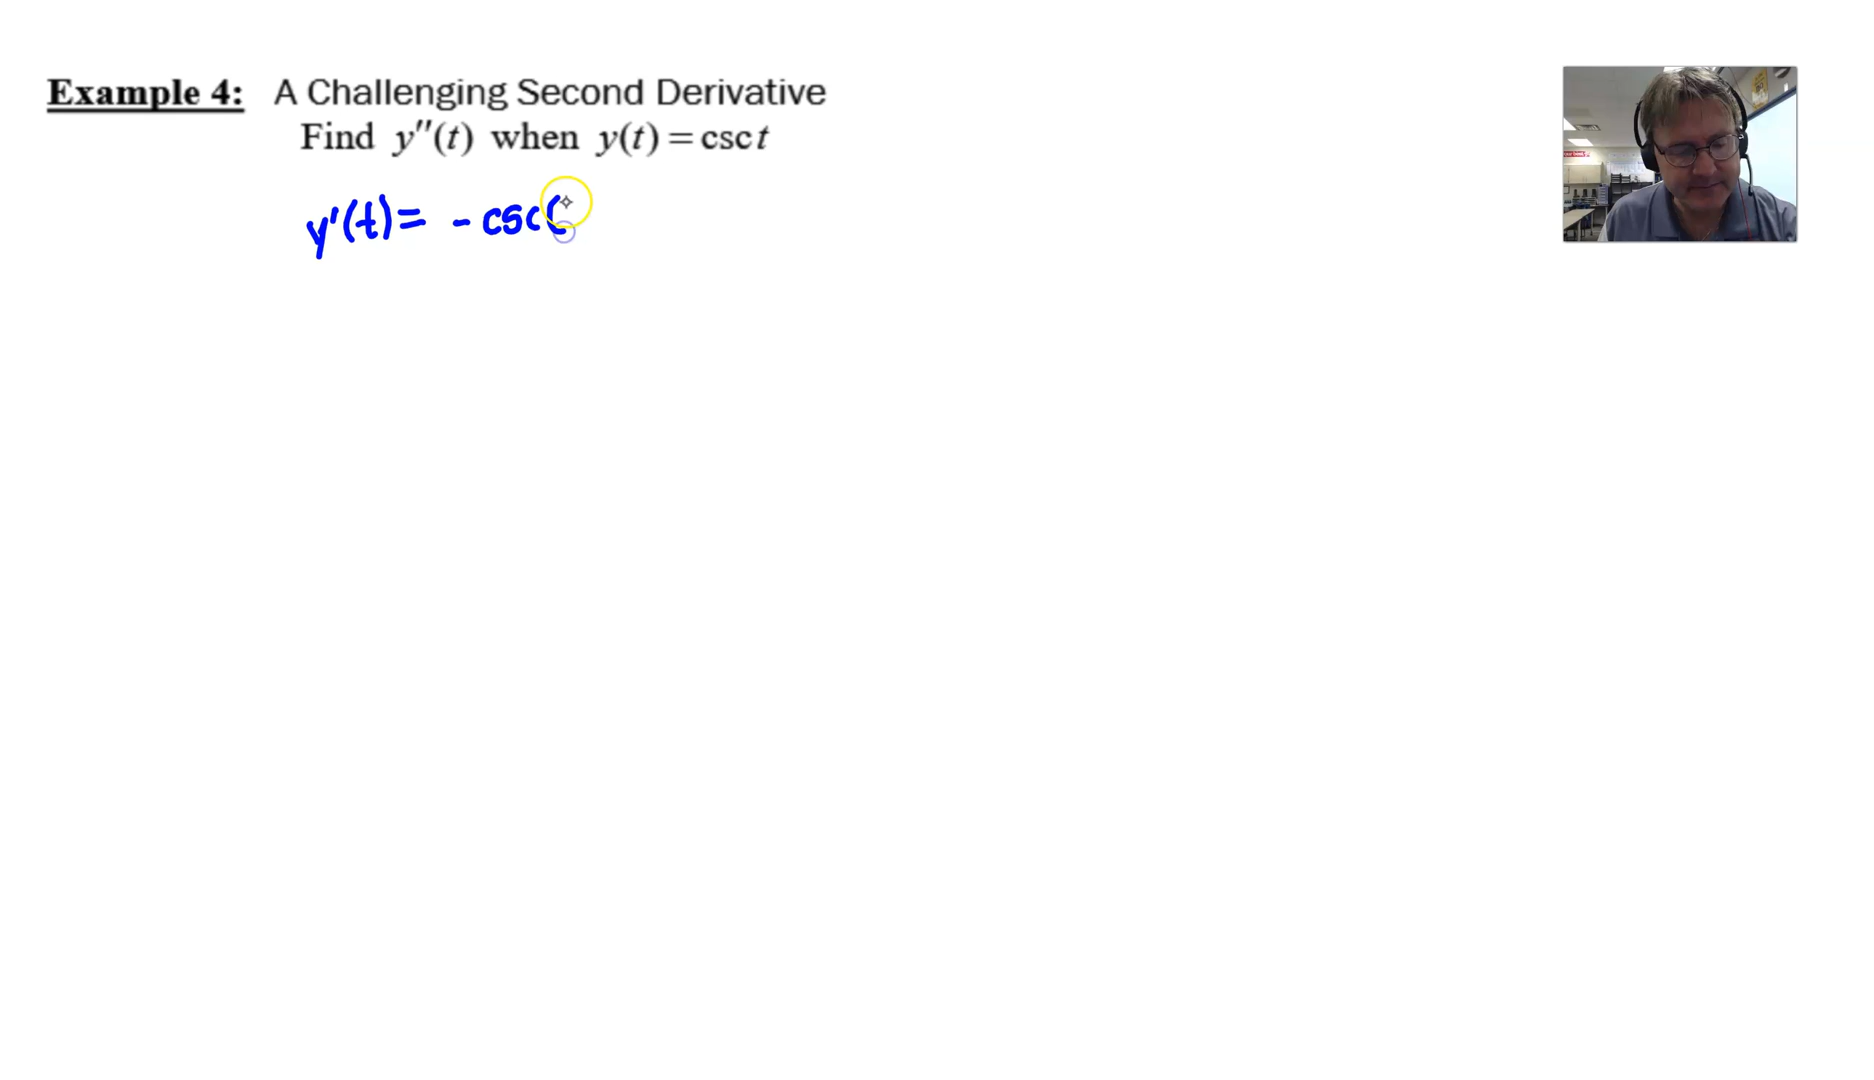 Example 4: A Challenging Second Derivative
Find y″(t) when y(t) = csc t
y'(t) = - csc(